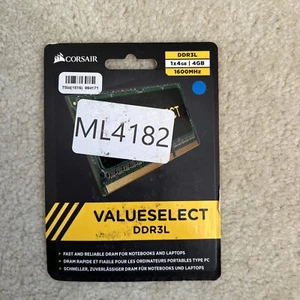 CORSAIR
DDR3L
1x4GB | 4GB
1600MHz
ML4182
VALUESELECT
DDR3L
FAST AND RELIABLE DRAM FOR NOTEBOOKS AND LAPTOPS
DRAM RAPIDE ET FIABLE POUR LES ORDINATEURS PORTABLES TYPE PC
SCHNELLER, ZUVERLÄSSIGER DRAM FÜR NOTEBOOKS UND LAPTOPS